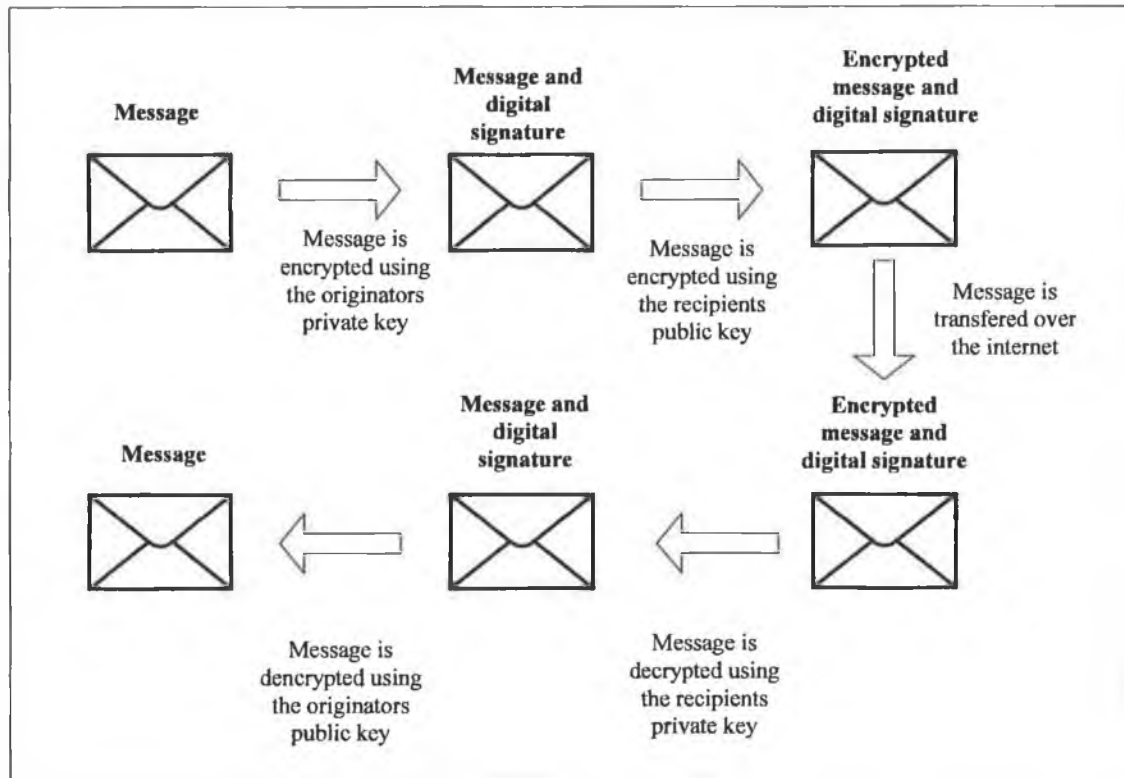 Message
Message and
digital
signature
Encrypted
message and
digital signature
Message is
encrypted using
the originators
private key
Message is
encrypted using
the recipients
public key
Message is
transfered over
the internet
Message
Message and
digital
signature
Encrypted
message and
digital signature
Message is
dencrypted using
the originators
public key
Message is
decrypted using
the recipients
private key